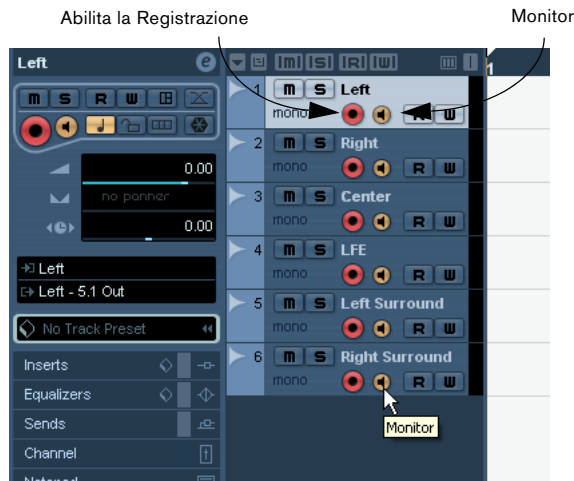 Abilita la Registrazione
Monitor
Left
e
m S R W
0.00
no panner
0.00
Left
Left - 5.1 Out
No Track Preset
Inserts
Equalizers
Sends
Channel
|m| |S| |R| |W|
1
1 m S Left
mono R W
2 m S Right
mono R W
3 m S Center
mono R W
4 m S LFE
mono R W
5 m S Left Surround
mono R W
6 m S Right Surround
mono R W
Monitor